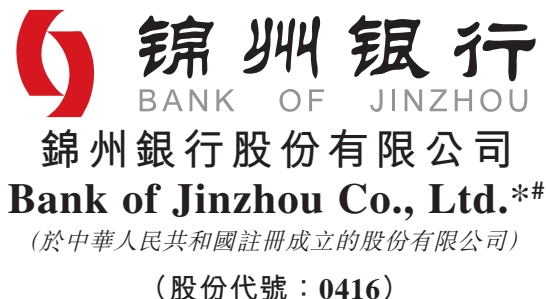 锦州银行
BANK OF JINZHOU
錦州銀行股份有限公司
Bank of Jinzhou Co., Ltd.*#
(於中華人民共和國註冊成立的股份有限公司)
(股份代號：0416)